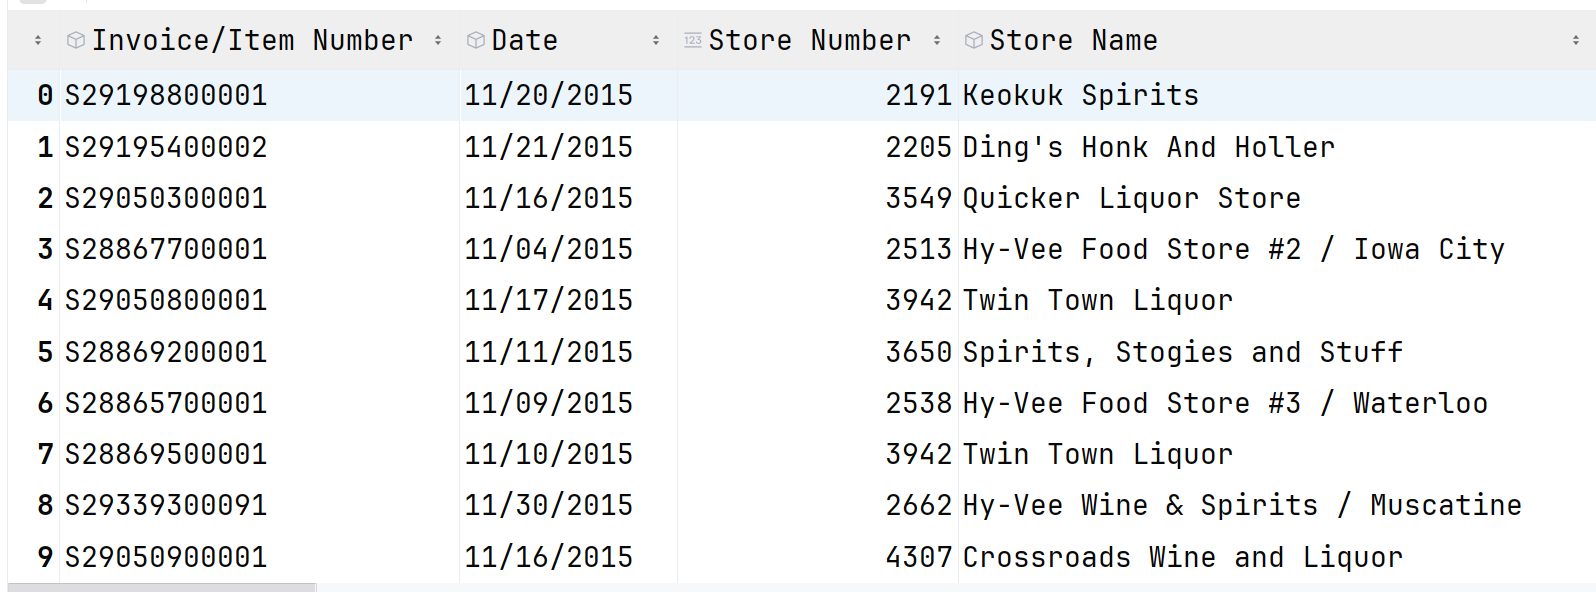 Invoice/Item Number Date 123 Store Number Store Name
0 S29198800001 11/20/2015 2191 Keokuk Spirits
1 S29195400002 11/21/2015 2205 Ding's Honk And Holler
2 S29050300001 11/16/2015 3549 Quicker Liquor Store
3 S28867700001 11/04/2015 2513 Hy-Vee Food Store #2 / Iowa City
4 S29050800001 11/17/2015 3942 Twin Town Liquor
5 S28869200001 11/11/2015 3650 Spirits, Stogies and Stuff
6 S28865700001 11/09/2015 2538 Hy-Vee Food Store #3 / Waterloo
7 S28869500001 11/10/2015 3942 Twin Town Liquor
8 S29339300091 11/30/2015 2662 Hy-Vee Wine & Spirits / Muscatine
9 S29050900001 11/16/2015 4307 Crossroads Wine and Liquor